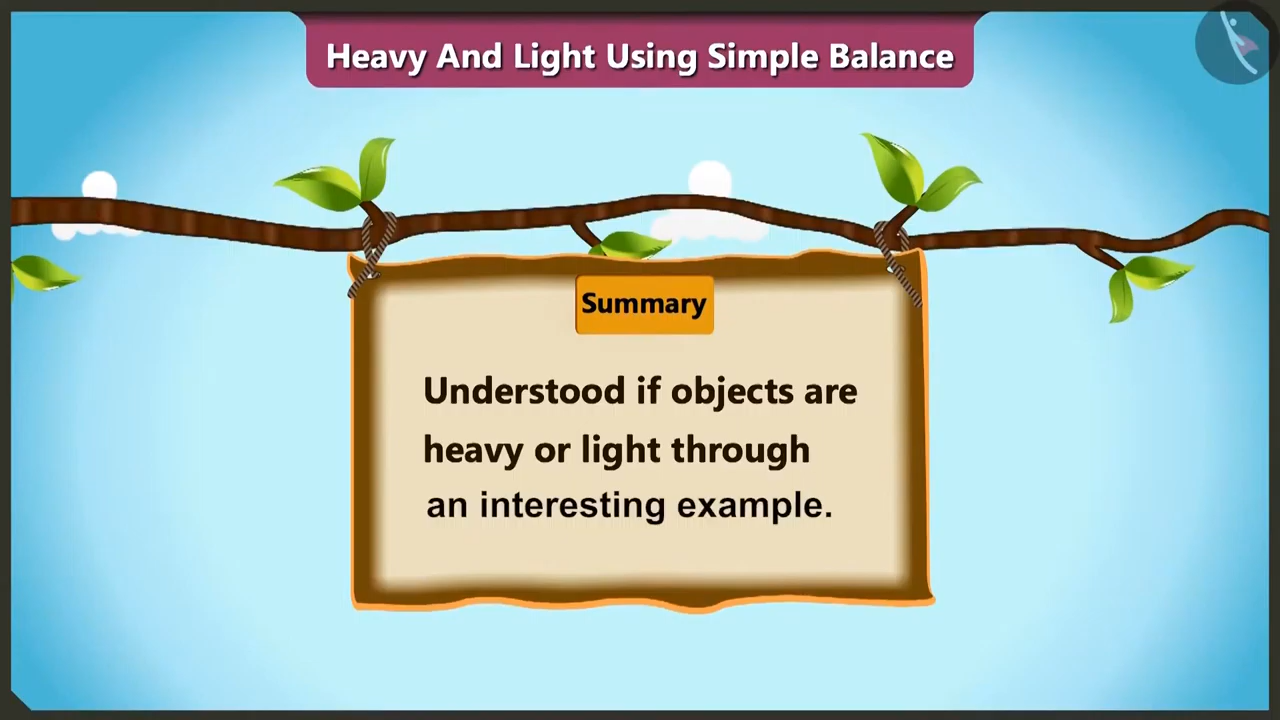 Heavy And Light Using Simple Balance
Summary
Understood if objects are
heavy or light through
an interesting example.